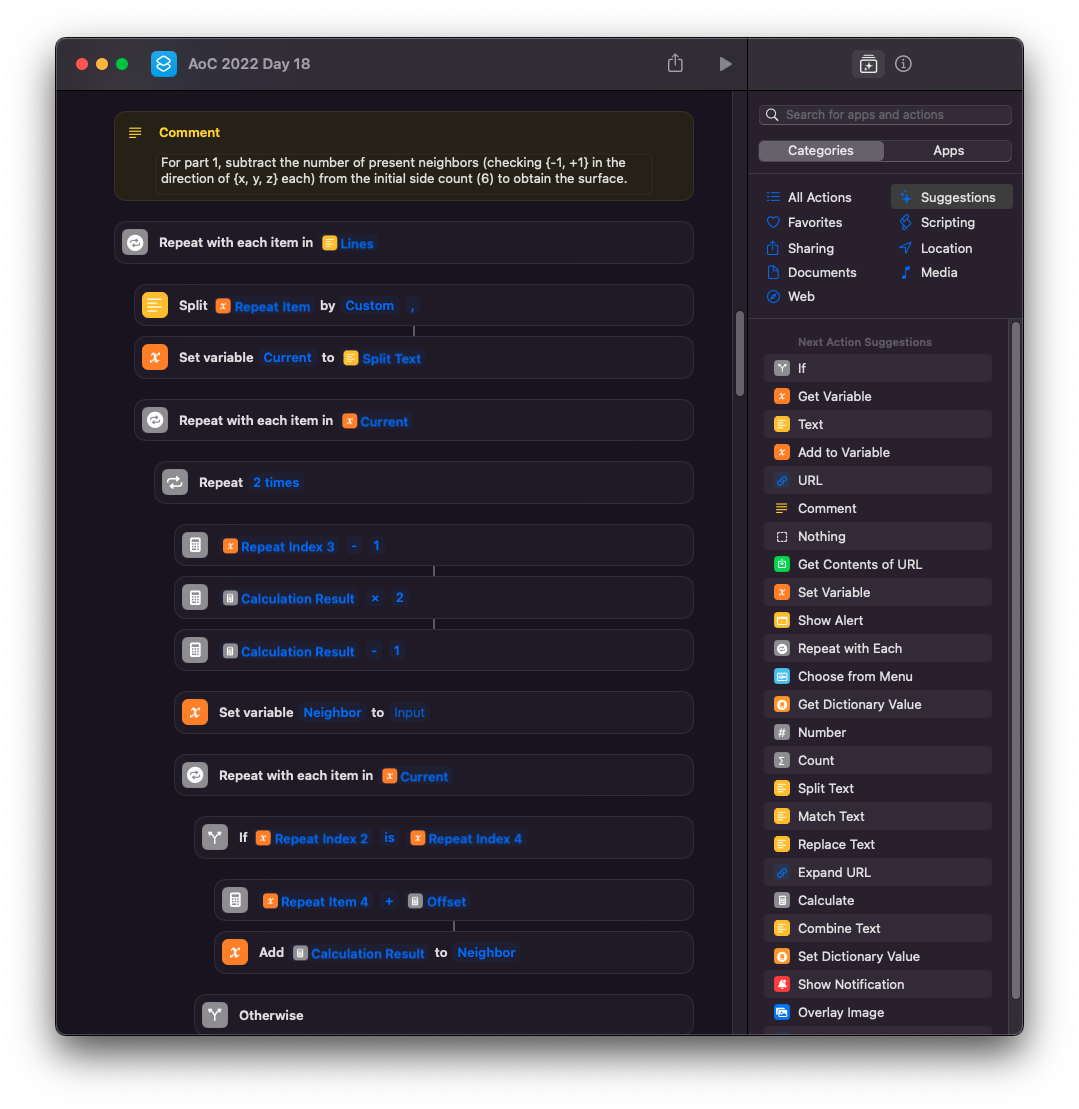 AoC 2022 Day 18
Comment
For part 1, subtract the number of present neighbors (checking {-1, +1} in the
direction of {x, y, z} each) from the initial side count (6) to obtain the surface.
Repeat with each item in Lines
Split Repeat Item by Custom ,
Set variable Current to Split Text
Repeat with each item in Current
Repeat 2 times
Repeat Index 3 - 1
Calculation Result × 2
Calculation Result - 1
Set variable Neighbor to Input
Repeat with each item in Current
If Repeat Index 2 is Repeat Index 4
Repeat Item 4 + Offset
Add Calculation Result to Neighbor
Otherwise
Search for apps and actions
Categories Apps
All Actions Suggestions
Favorites Scripting
Sharing Location
Documents Media
Web
Next Action Suggestions
If
Get Variable
Text
Add to Variable
URL
Comment
Nothing
Get Contents of URL
Set Variable
Show Alert
Repeat with Each
Choose from Menu
Get Dictionary Value
Number
Count
Split Text
Match Text
Replace Text
Expand URL
Calculate
Combine Text
Set Dictionary Value
Show Notification
Overlay Image